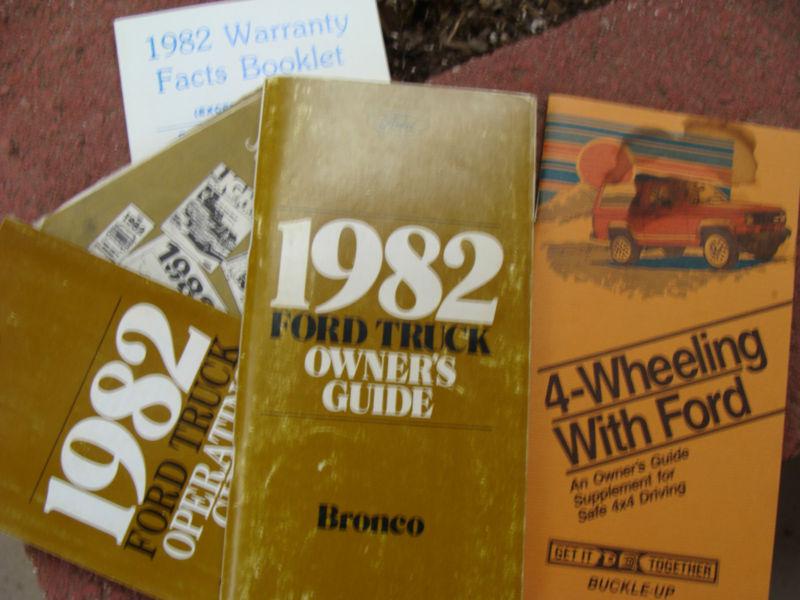 1982 Warranty
Facts Booklet
Ford
1982
FORD TRUCK
OWNER'S
GUIDE
Bronco
1982
FORD TRUCK
4-Wheeling
With Ford
An Owner's Guide
Supplement for
Safe 4x4 Driving
GET IT TOGETHER
BUCKLE-UP